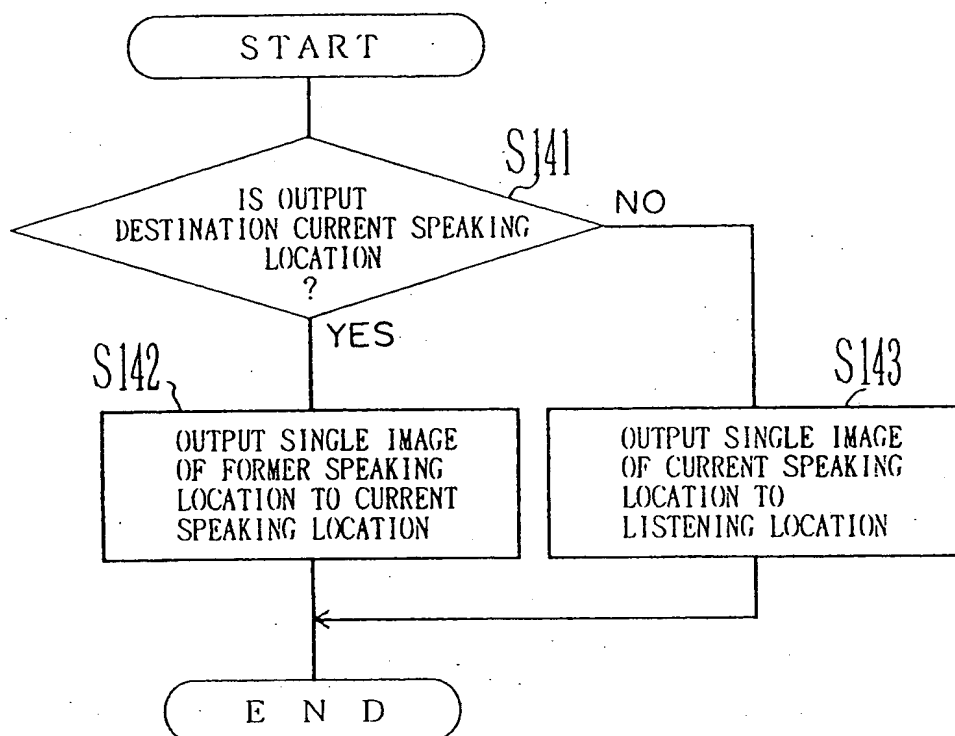 START
S141
IS OUTPUT
DESTINATION CURRENT SPEAKING
LOCATION
?
NO
YES
S142
OUTPUT SINGLE IMAGE
OF FORMER SPEAKING
LOCATION TO CURRENT
SPEAKING LOCATION
S143
OUTPUT SINGLE IMAGE
OF CURRENT SPEAKING
LOCATION TO
LISTENING LOCATION
END